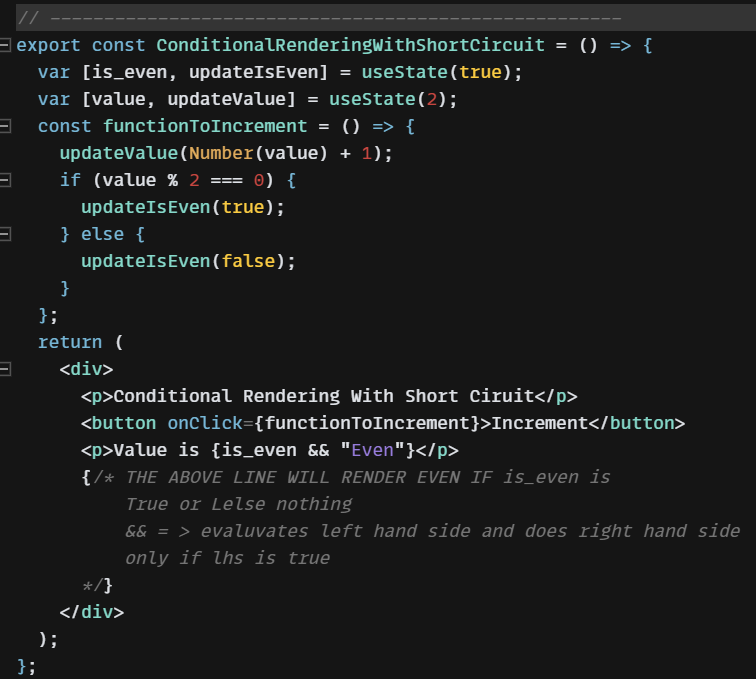 // -----------------------------------------------------
export const ConditionalRenderingWithShortCircuit = () => {
  var [is_even, updateIsEven] = useState(true);
  var [value, updateValue] = useState(2);
  const functionToIncrement = () => {
    updateValue(Number(value) + 1);
    if (value % 2 === 0) {
      updateIsEven(true);
    } else {
      updateIsEven(false);
    }
  };
  return (
    <div>
      <p>Conditional Rendering With Short Ciruit</p>
      <button onClick={functionToIncrement}>Increment</button>
      <p>Value is {is_even && "Even"}</p>
      {/* THE ABOVE LINE WILL RENDER EVEN IF is_even is
          True or Lelse nothing
          && = > evaluvates left hand side and does right hand side
          only if lhs is true
      */}
    </div>
  );
};